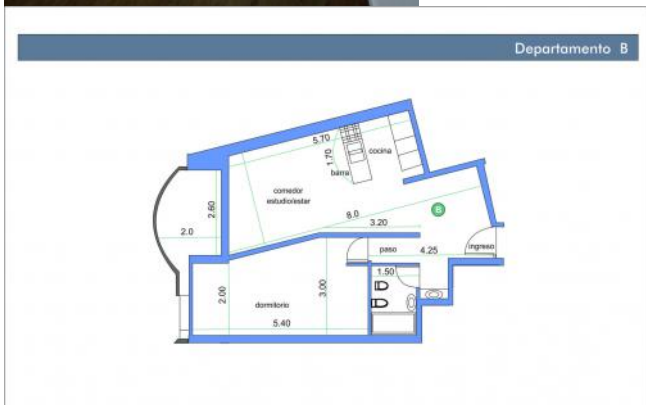 Departamento B
5.70
cocina
1.70
barra
comedor
estudio/estar
2.60
8.0
B
3.20
2.0
paso
4.25
ingreso
1.50
2.00
3.00
dormitorio
5.40